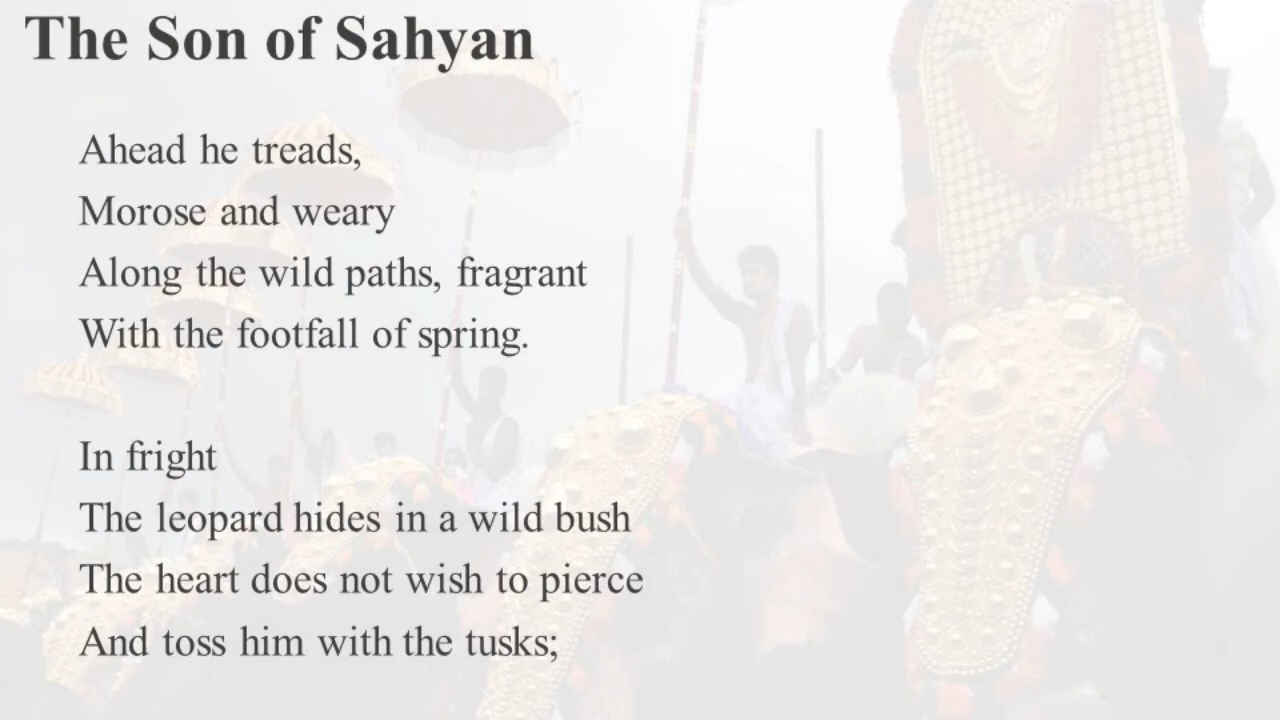 The Son of Sahyan
Ahead he treads,
Morose and weary
Along the wild paths, fragrant
With the footfall of spring.
In fright
The leopard hides in a wild bush
The heart does not wish to pierce
And toss him with the tusks;